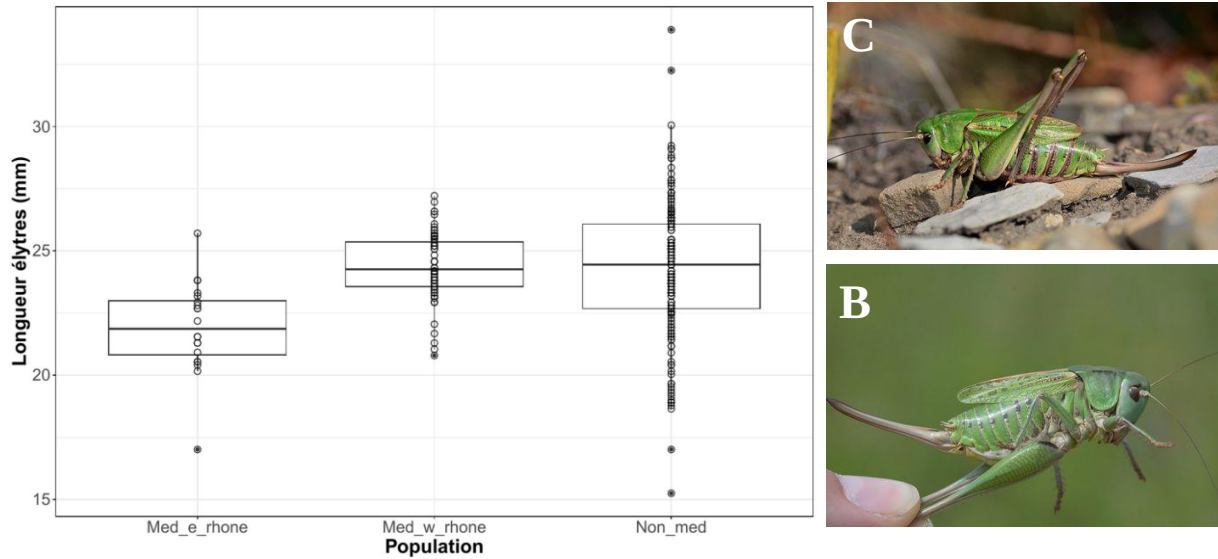 Longueur élytres (mm)
30
25
20
15
Med_e_rhone
Med_w_rhone
Non_med
Population
C
B